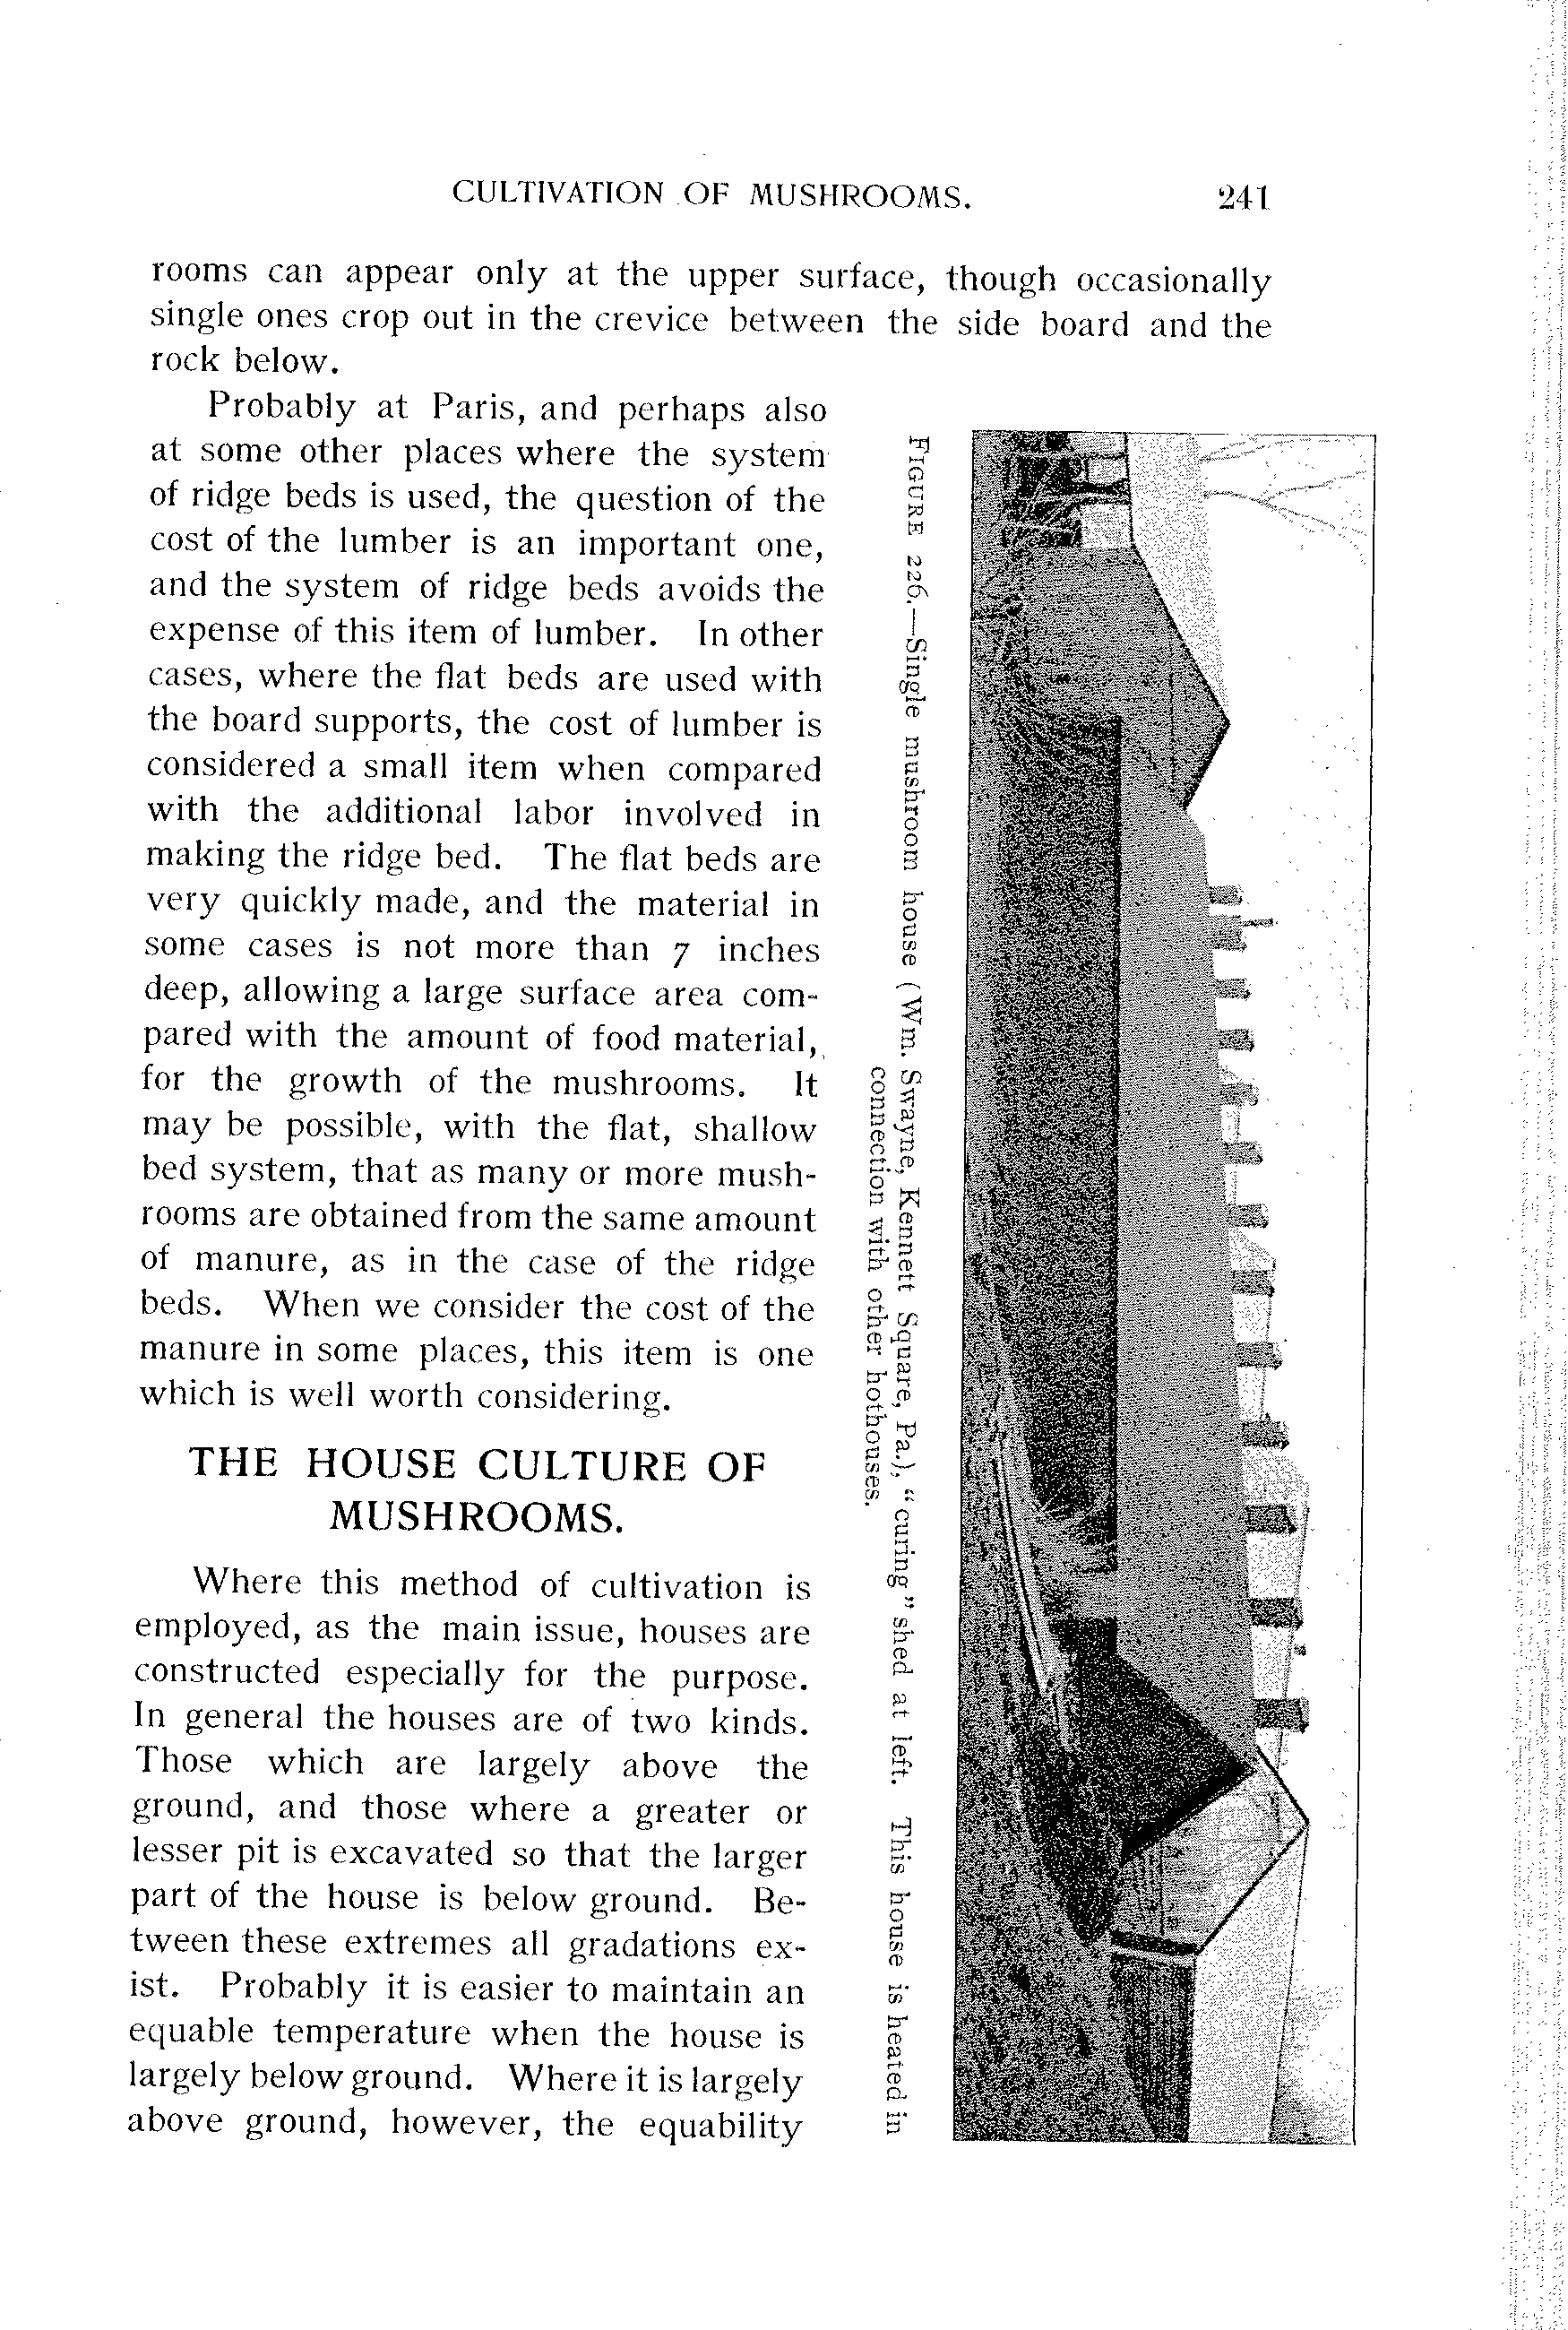 CULTIVATION OF MUSHROOMS. 241
rooms can appear only at the upper surface, though occasionally
single ones crop out in the crevice between the side board and the
rock below.
Probably at Paris, and perhaps also
at some other places where the system
of ridge beds is used, the question of the
cost of the lumber is an important one,
and the system of ridge beds avoids the
expense of this item of lumber. In other
cases, where the flat beds are used with
the board supports, the cost of lumber is
considered a small item when compared
with the additional labor involved in
making the ridge bed. The flat beds are
very quickly made, and the material in
some cases is not more than 7 inches
deep, allowing a large surface area com-
pared with the amount of food material,
for the growth of the mushrooms. It
may be possible, with the flat, shallow
bed system, that as many or more mush-
rooms are obtained from the same amount
of manure, as in the case of the ridge
beds. When we consider the cost of the
manure in some places, this item is one
which is well worth considering.
THE HOUSE CULTURE OF
MUSHROOMS.
Where this method of cultivation is
employed, as the main issue, houses are
constructed especially for the purpose.
In general the houses are of two kinds.
Those which are largely above the
ground, and those where a greater or
lesser pit is excavated so that the larger
part of the house is below ground. Be-
tween these extremes all gradations ex-
ist. Probably it is easier to maintain an
equable temperature when the house is
largely below ground. Where it is largely
above ground, however, the equability
FIGURE 226.—Single mushroom house (Wm. Swayne, Kennett Square, Pa.), "curing" shed at left. This house is heated in
connection with other hothouses.